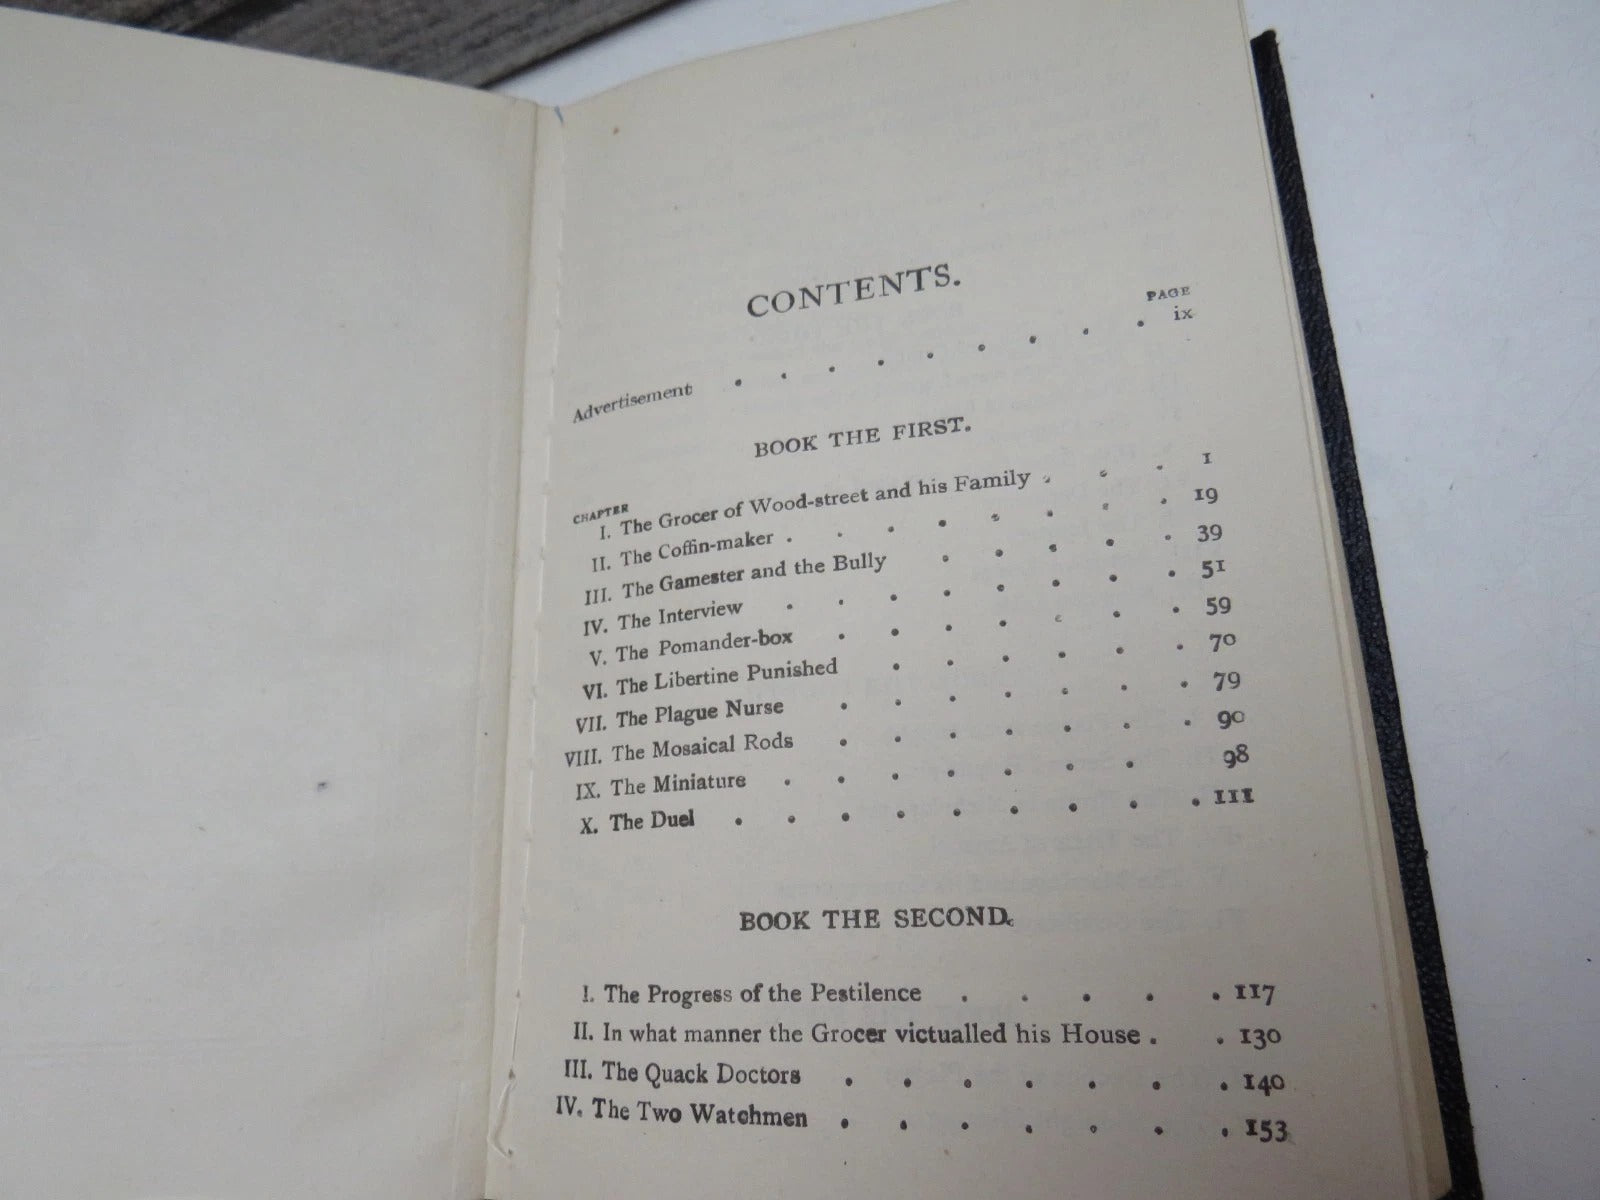 CONTENTS.
PAGE
Advertisement . . . . . . . . . ix
BOOK THE FIRST.
CHAPTER
I. The Grocer of Wood-street and his Family . . . 1
II. The Coffin-maker . . . . . . . . 19
III. The Gamester and the Bully . . . . . 39
IV. The Interview . . . . . . . . 51
V. The Pomander-box . . . . . . . 59
VI. The Libertine Punished . . . . . . 70
VII. The Plague Nurse . . . . . . . 79
VIII. The Mosaical Rods . . . . . . . 90
IX. The Miniature . . . . . . . 98
X. The Duel . . . . . . . . . 111
BOOK THE SECOND.
I. The Progress of the Pestilence . . . . . 117
II. In what manner the Grocer victualled his House . . 130
III. The Quack Doctors . . . . . . . 140
IV. The Two Watchmen . . . . . . . 153